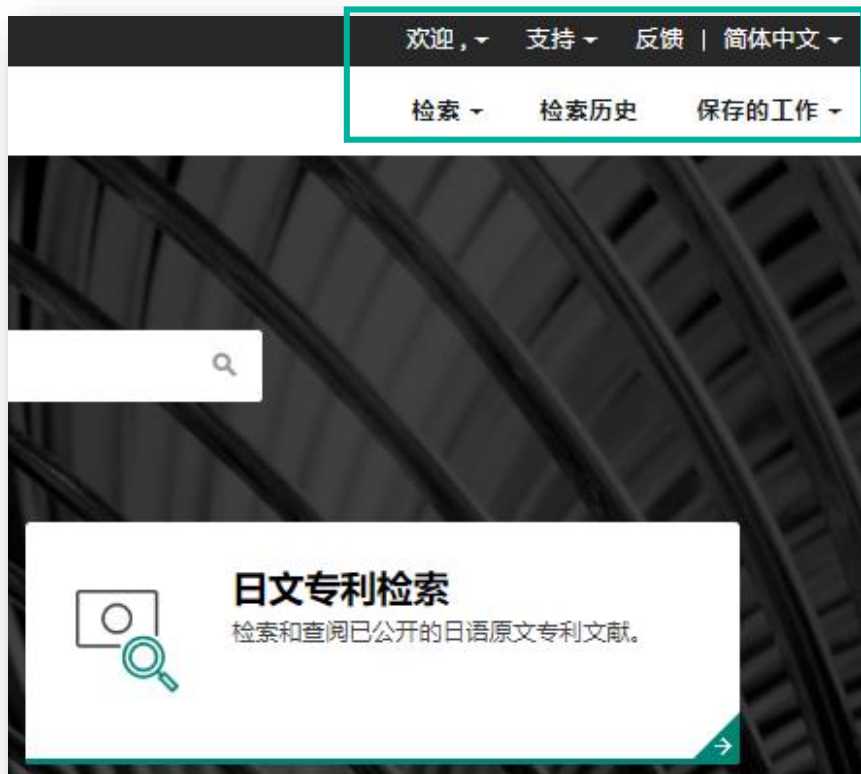 欢迎 , 支持 反馈 | 简体中文
检索 检索历史 保存的工作
日文专利检索
检索和查阅已公开的日语原文专利文献。